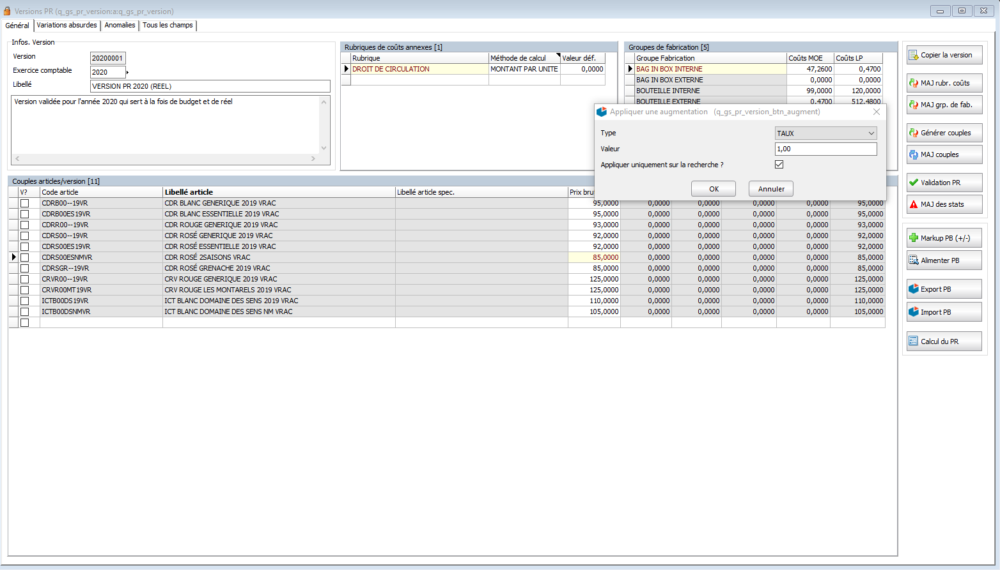 Versions PR (q_gs_pr_version:a:q_gs_pr_version)
Général Variations absurdes Anomalies Tous les champs
Infos. Version
Version 20200001
Exercice comptable 2020
Libellé VERSION PR 2020 (REEL)
Version validée pour l'année 2020 qui sert à la fois de budget et de réel
Rubriques de coûts annexes [1]
Rubrique Méthode de calcul Valeur déf.
DROIT DE CIRCULATION MONTANT PAR UNITE 0,0000
Groupes de fabrication [5]
Groupe Fabrication Coûts MOE Coûts LP
BAG IN BOX INTERNE 47,2600 0,4700
BAG IN BOX EXTERNE 0,0000 0,0000
BOUTEILLE INTERNE 99,0000 120,0000
BOUTEILLE EXTERNE 0,4700 512,4800
Appliquer une augmentation (q_gs_pr_version_btn_augment)
Type TAUX
Valeur 1,00
Appliquer uniquement sur la recherche ?
OK Annuler
Couples articles/version [11]
V? Code article Libellé article Libellé article spec. Prix bru
CDRB00--19VR CDR BLANC GENERIQUE 2019 VRAC 95,0000 0,0000 0,0000 0,0000 0,0000 95,0000
CDRB00ES19VR CDR BLANC ESSENTIELLE 2019 VRAC 95,0000 0,0000 0,0000 0,0000 0,0000 95,0000
CDRR00--19VR CDR ROUGE GENERIQUE 2019 VRAC 93,0000 0,0000 0,0000 0,0000 0,0000 93,0000
CDRS00--19VR CDR ROSÉ GENERIQUE 2019 VRAC 92,0000 0,0000 0,0000 0,0000 0,0000 92,0000
CDRS00ES19VR CDR ROSÉ ESSENTIELLE 2019 VRAC 92,0000 0,0000 0,0000 0,0000 0,0000 92,0000
CDRS00ESNMVR CDR ROSÉ 2SAISONS VRAC 85,0000 0,0000 0,0000 0,0000 0,0000 85,0000
CDRSGR--19VR CDR ROSÉ GRENACHE 2019 VRAC 85,0000 0,0000 0,0000 0,0000 0,0000 85,0000
CRVR00--19VR CRV ROUGE GENERIQUE 2019 VRAC 125,0000 0,0000 0,0000 0,0000 0,0000 125,0000
CRVR00MT19VR CRV ROUGE LES MONTARELS 2019 VRAC 125,0000 0,0000 0,0000 0,0000 0,0000 125,0000
ICTB00DS19VR ICT BLANC DOMAINE DES SENS 2019 VRAC 110,0000 0,0000 0,0000 0,0000 0,0000 110,0000
ICTB00DSNMVR ICT BLANC DOMAINE DES SENS NM VRAC 105,0000 0,0000 0,0000 0,0000 0,0000 105,0000
Copier la version
MAJ rubr. coûts
MAJ grp. de fab.
Générer couples
MAJ couples
Validation PR
MAJ des stats
Markup PB (+/-)
Alimenter PB
Export PB
Import PB
Calcul du PR